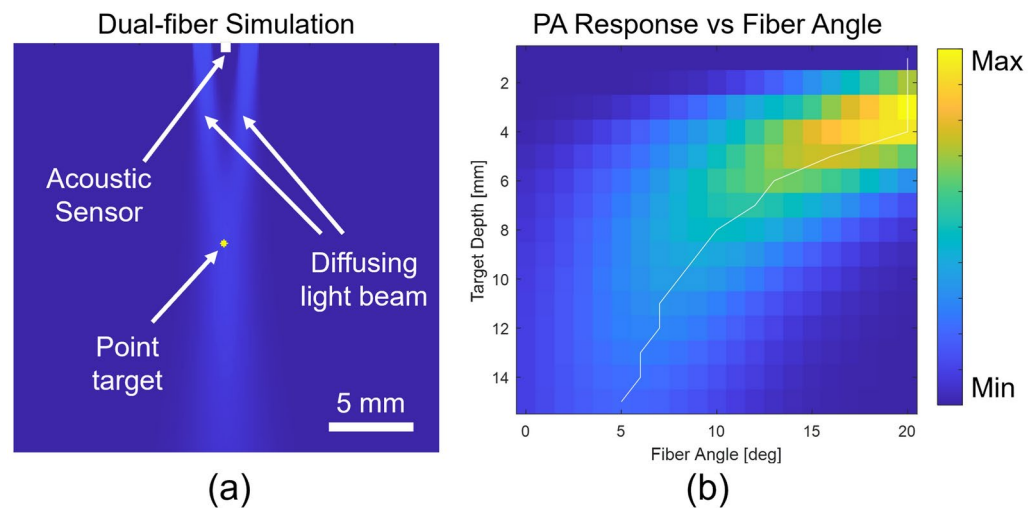 Dual-fiber Simulation
Acoustic
Sensor
Diffusing
light beam
Point
target
5 mm
(a)
PA Response vs Fiber Angle
Target Depth [mm]
2
4
6
8
10
12
14
0
5
10
15
20
Fiber Angle [deg]
Max
Min
(b)